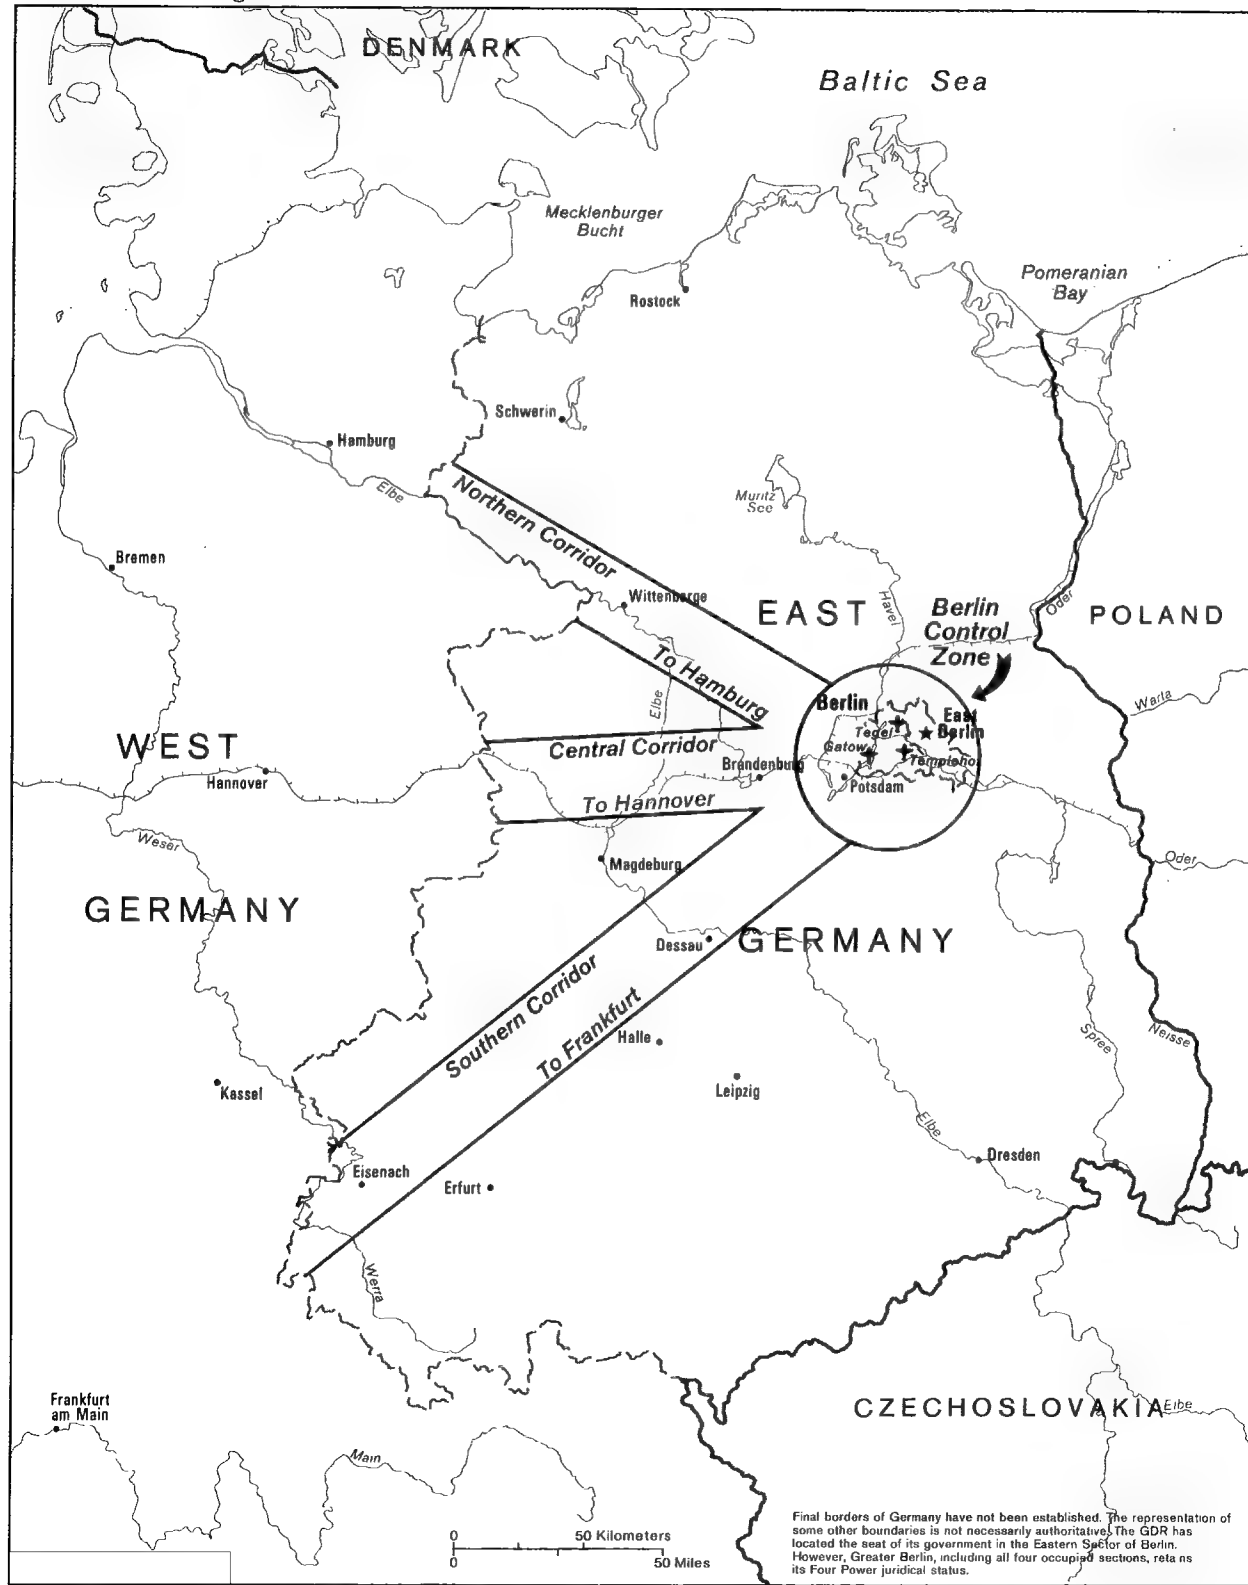 DENMARK
Baltic Sea
Mecklenburger
Bucht
Pomeranian
Bay
Rostock
Schwerin
Hamburg
Elbe
Northern Corridor
Muritz
See
Bremen
Wittenberge
EAST
Havel
Berlin
Control
Zone
Oder
POLAND
To Hamburg
Elbe
Warta
Berlin
East
Berlin
Tegel
Gatow
WEST
Central Corridor
Brandenburg
Potsdam
Hannover
To Hannover
Weser
Magdeburg
Oder
GERMANY
Dessau
GERMANY
Southern Corridor
To Frankfurt
Halle
Spree
Neisse
Kassel
Leipzig
Elbe
Dresden
Eisenach
Erfurt
Werra
Frankfurt
am Main
CZECHOSLOVAKIA
Elbe
Main
0 50 Kilometers
0 50 Miles
Final borders of Germany have not been established. The representation of
some other boundaries is not necessarily authoritative. The GDR has
located the seat of its government in the Eastern Sector of Berlin.
However, Greater Berlin, including all four occupied sections, reta ns
its Four Power juridical status.